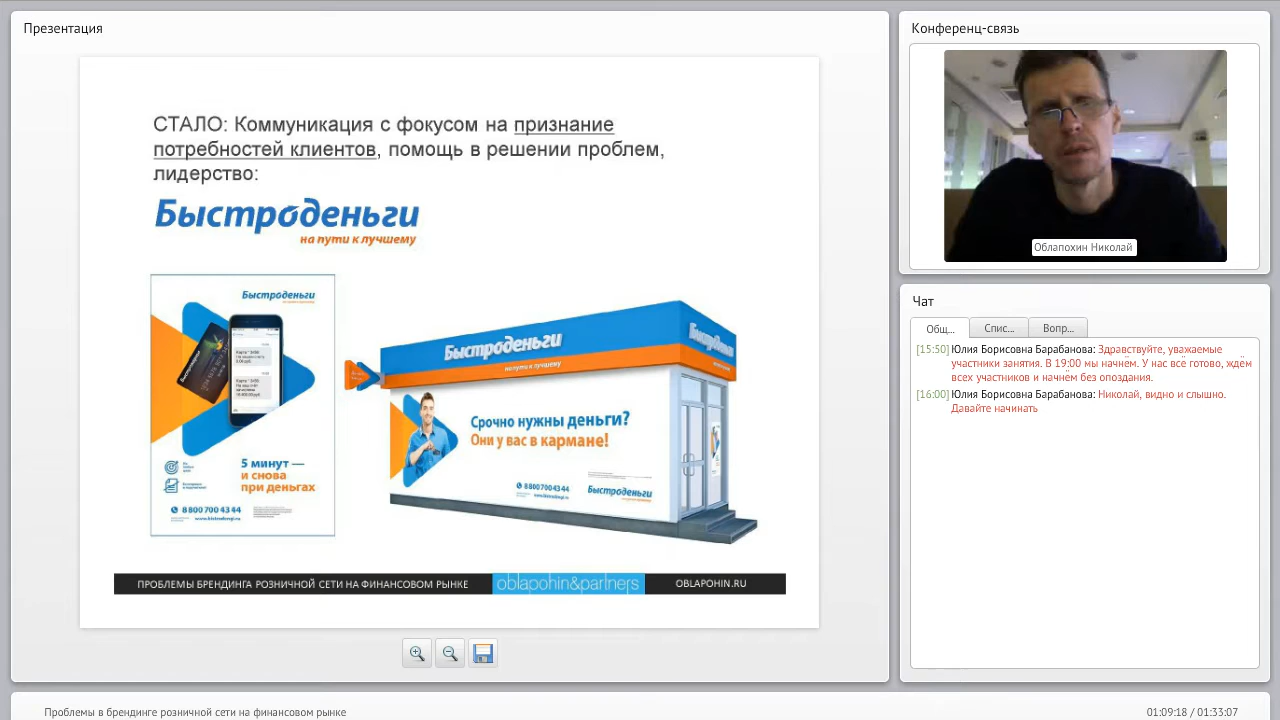 Презентация
СТАЛО: Коммуникация с фокусом на признание
потребностей клиентов, помощь в решении проблем,
лидерство:
Быстроденьги
на пути к лучшему
Быстроденьги
5 минут —
и снова
при деньгах
8 800 700 43 44
www.bistrodengi.ru
Быстроденьги
на пути к лучшему
Быстроденьги
Срочно нужны деньги?
Они у вас в кармане!
8 800 700 43 44
Быстроденьги
ПРОБЛЕМЫ БРЕНДИНГА РОЗНИЧНОЙ СЕТИ НА ФИНАНСОВОМ РЫНКЕ
oblapohin&partners
OBLAPOHIN.RU
Конференц-связь
Облапохин Николай
Чат
Общ...
Спис...
Вопр...
[15:50] Юлия Борисовна Барабанова: Здравствуйте, уважаемые
участники занятия. В 19:00 мы начнём. У нас всё готово, ждём
всех участников и начнём без опоздания.
[16:00] Юлия Борисовна Барабанова: Николай, видно и слышно.
Давайте начинать
Проблемы в брендинге розничной сети на финансовом рынке
01:09:18 / 01:33:07